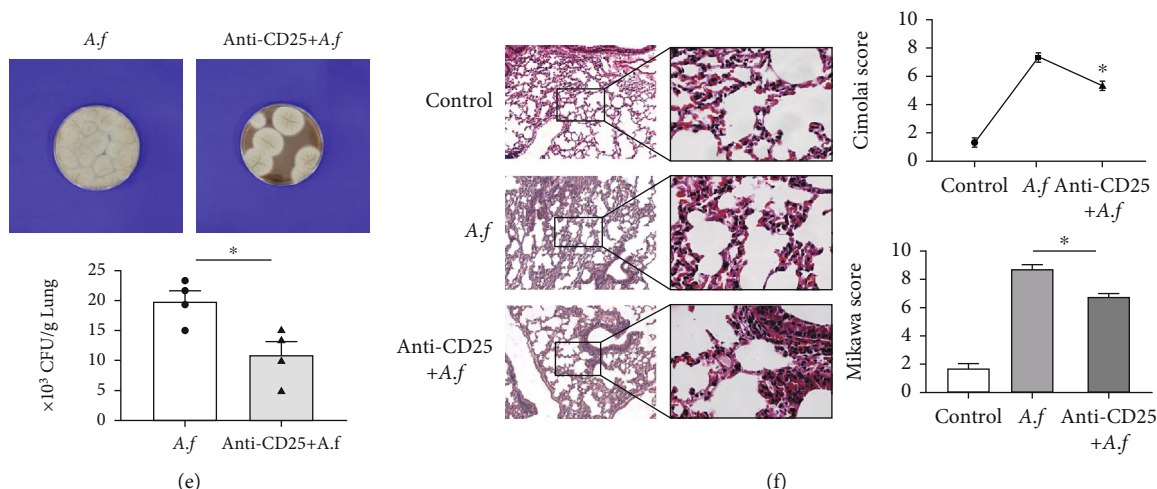 A.f
Anti-CD25+A.f
*
25
20
15
10
5
0
×10³ CFU/g Lung
A.f
Anti-CD25+A.f
(e)
Control
A.f
Anti-CD25
+A.f
10
8
6
4
2
0
Cimolai score
*
Control
A.f
Anti-CD25
+A.f
10
8
6
4
2
0
Mikawa score
*
Control
A.f
Anti-CD25
+A.f
(f)